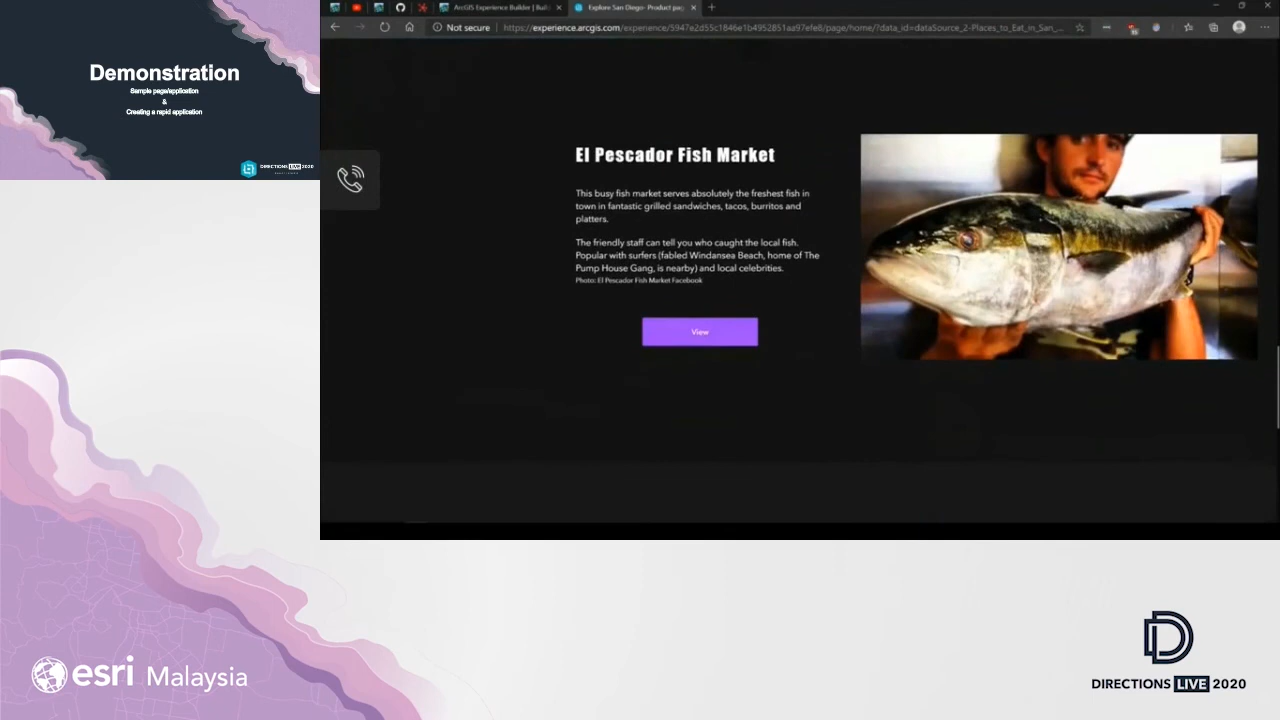 Demonstration
Sample page/application
&
Creating a rapid application
DIRECTIONS LIVE 2020
ArcGIS Experience Builder | Buil
Explore San Diego- Product pag
Not secure
https://experience.arcgis.com/experience/5947e2d55c1846e1b4952851aa97efe8/page/home/?data_id=dataSource_2-Places_to_Eat_in_San_...
El Pescador Fish Market
This busy fish market serves absolutely the freshest fish in
town in fantastic grilled sandwiches, tacos, burritos and
platters.
The friendly staff can tell you who caught the local fish.
Popular with surfers (fabled Windansea Beach, home of The
Pump House Gang, is nearby) and local celebrities.
Photo: El Pescador Fish Market Facebook
View
esri Malaysia
DIRECTIONS LIVE 2020